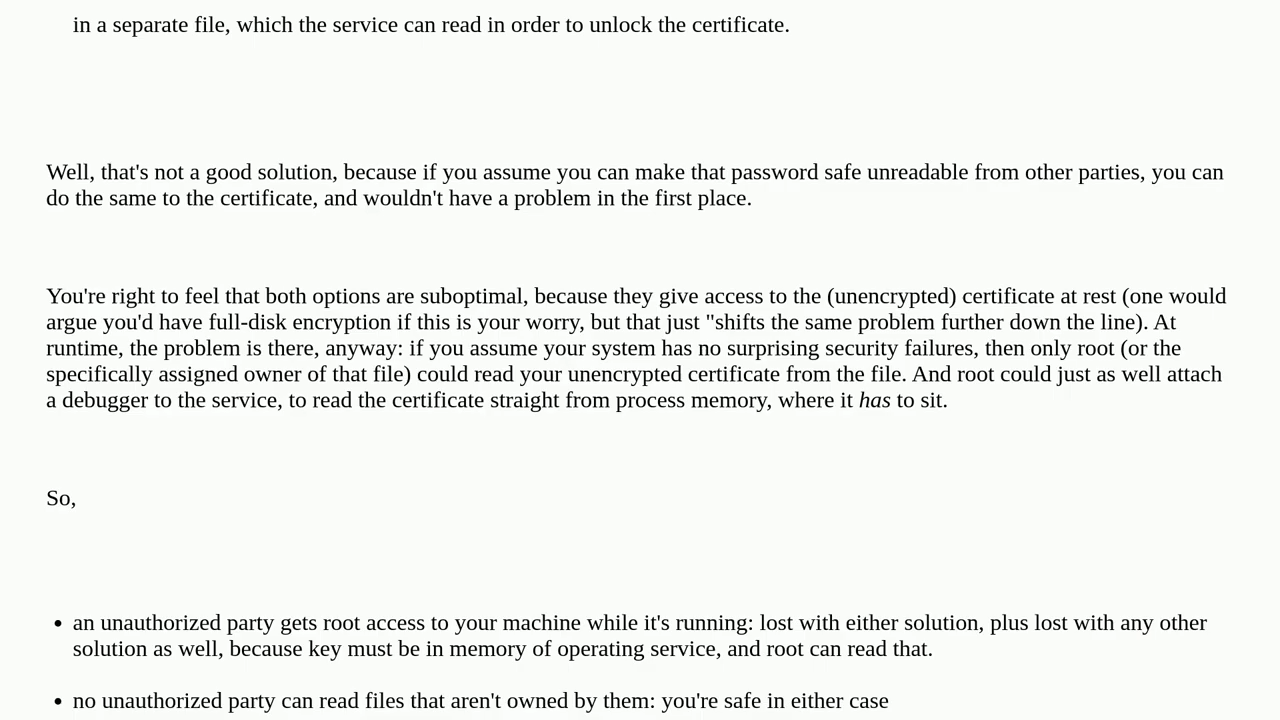 in a separate file, which the service can read in order to unlock the certificate.
Well, that's not a good solution, because if you assume you can make that password safe unreadable from other parties, you can
do the same to the certificate, and wouldn't have a problem in the first place.
You're right to feel that both options are suboptimal, because they give access to the (unencrypted) certificate at rest (one would
argue you'd have full-disk encryption if this is your worry, but that just "shifts the same problem further down the line). At
runtime, the problem is there, anyway: if you assume your system has no surprising security failures, then only root (or the
specifically assigned owner of that file) could read your unencrypted certificate from the file. And root could just as well attach
a debugger to the service, to read the certificate straight from process memory, where it has to sit.
So,
• an unauthorized party gets root access to your machine while it's running: lost with either solution, plus lost with any other
solution as well, because key must be in memory of operating service, and root can read that.
• no unauthorized party can read files that aren't owned by them: you're safe in either case